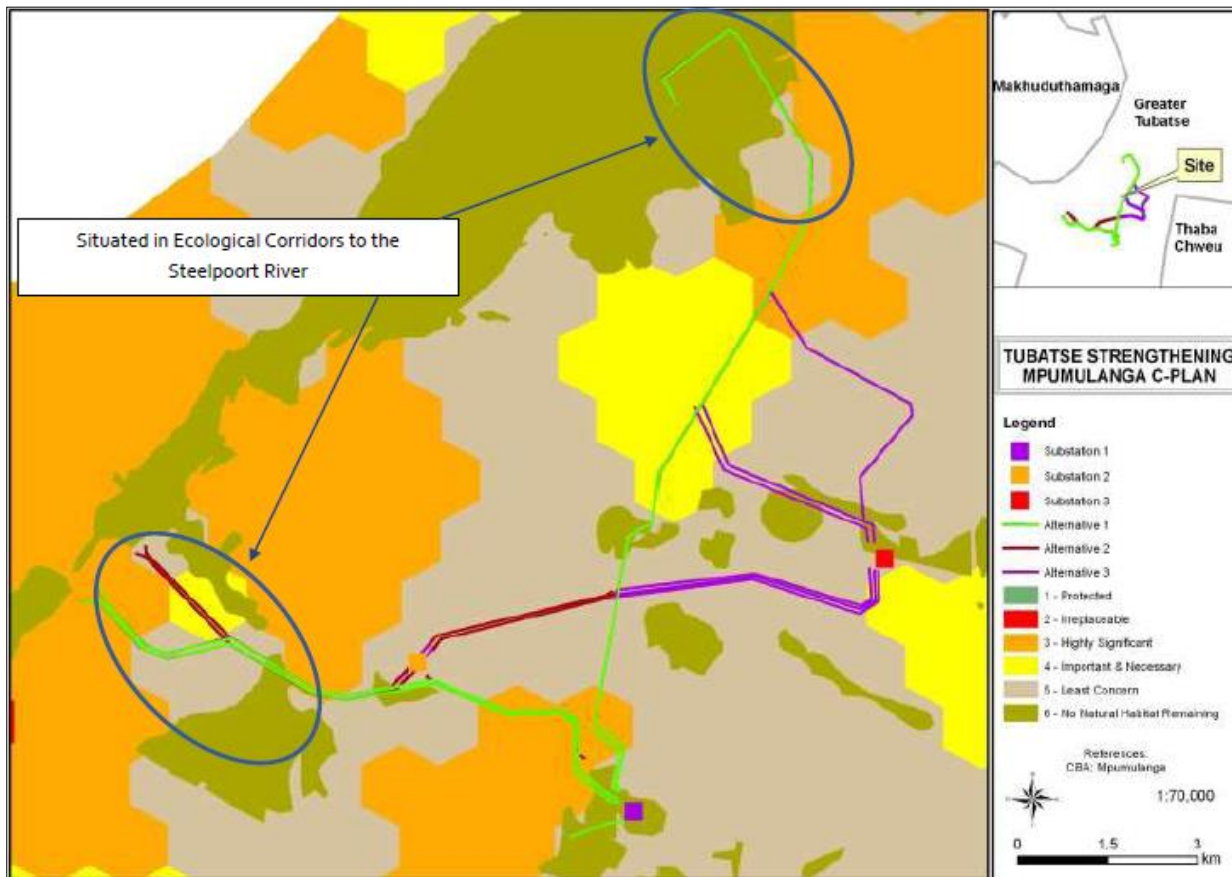 Situated in Ecological Corridors to the
Steelpoort River
Makhuduthamaga
Greater
Tubatse
Site
Thaba
Chweu
TUBATSE STRENGTHENING
MPUMULANGA C-PLAN
Legend
Substation 1
Substation 2
Substation 3
Alternative 1
Alternative 2
Alternative 3
1 - Protected
2 - Irreplaceable
3 - Highly Significant
4 - Important & Necessary
5 - Least Concern
6 - No Natural Habitat Remaining
References:
CBA: Mpumulanga
1:70,000
0 1.5 3
km